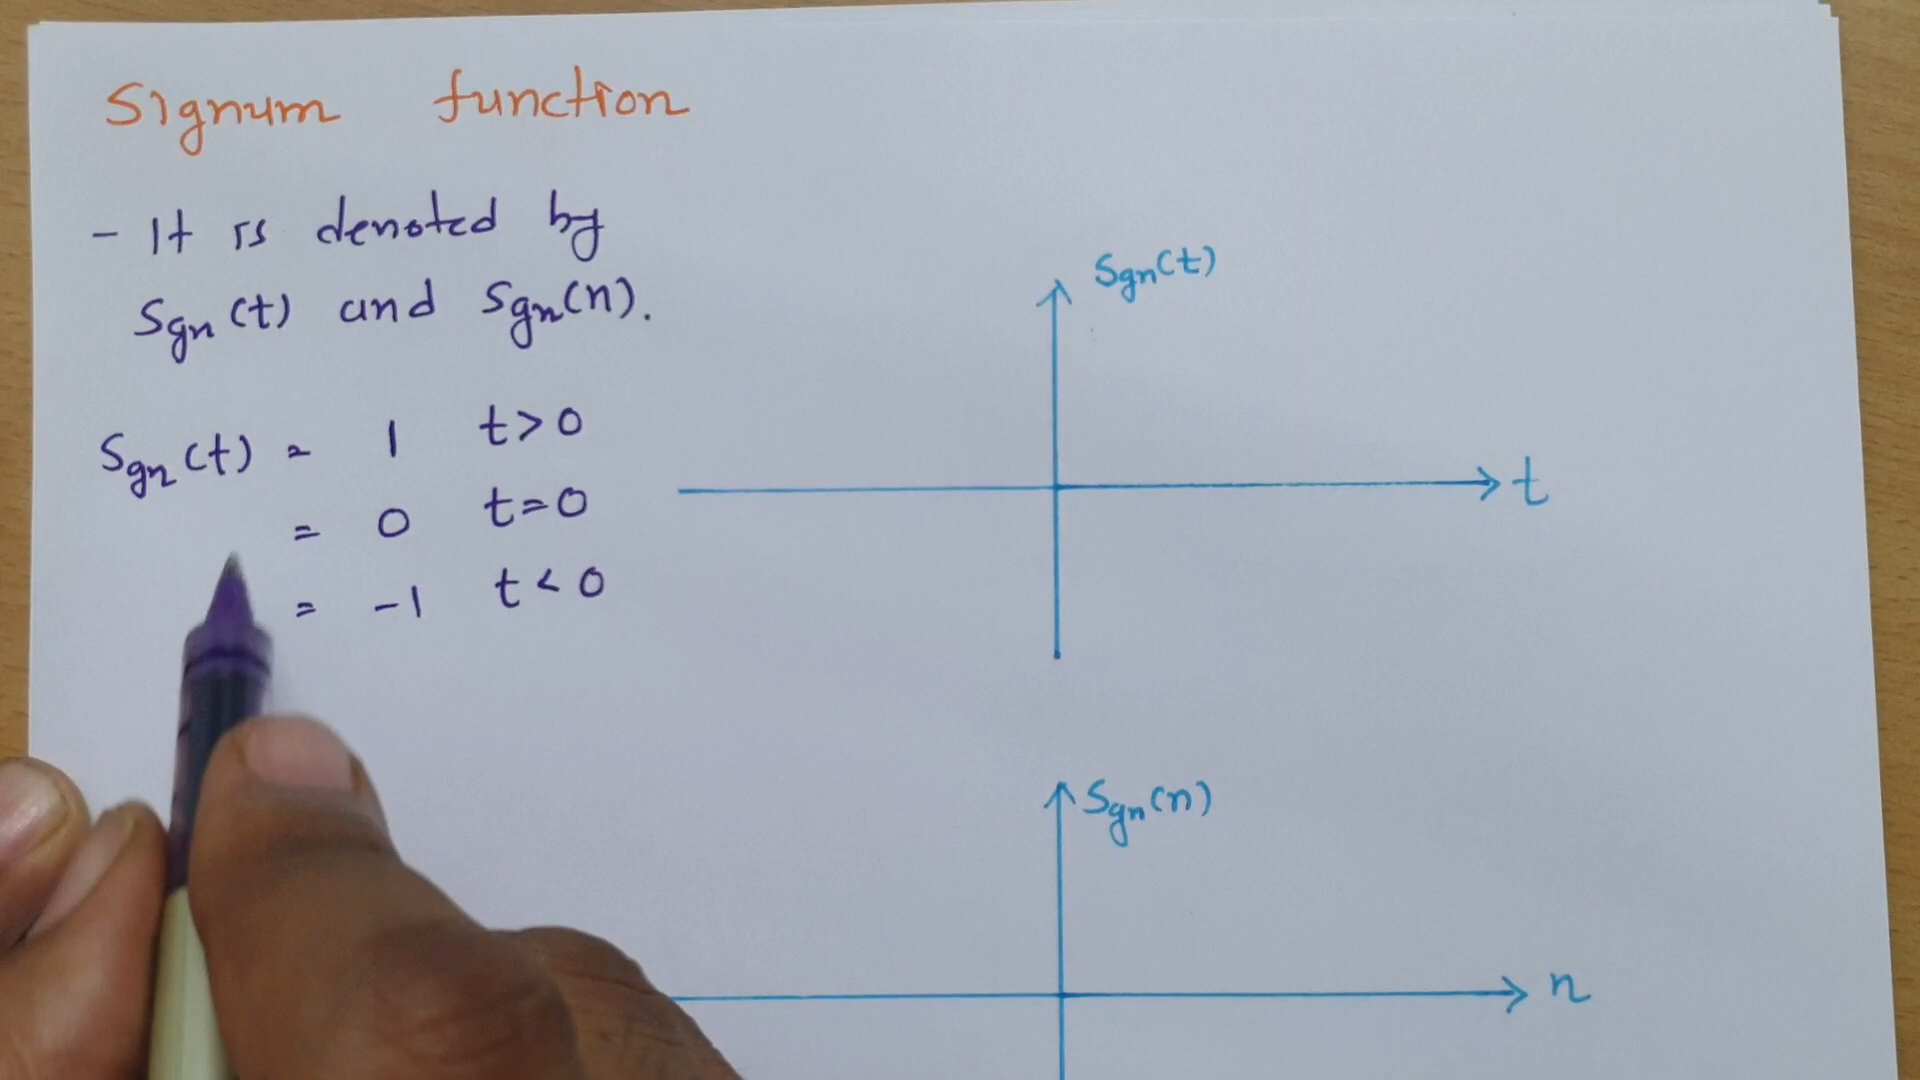 Signum function
- It is denoted by
Sgn(t) and Sgn(n).
Sgn(t) = 1 t>0
= 0 t=0
= -1 t<0
Sgn(t)
t
Sgn(n)
n